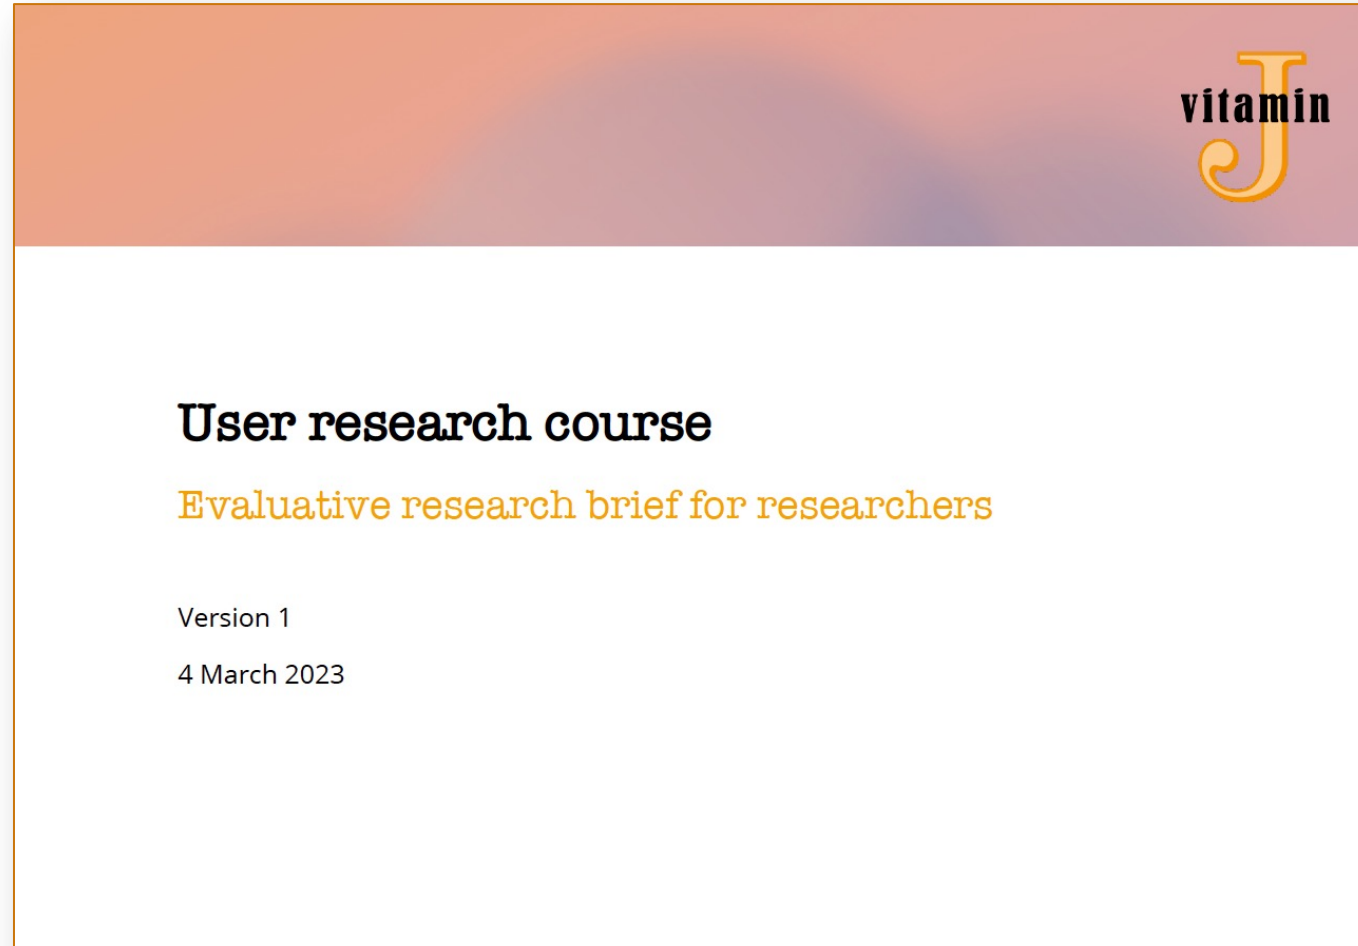 vitamin
J
User research course
Evaluative research brief for researchers
Version 1
4 March 2023